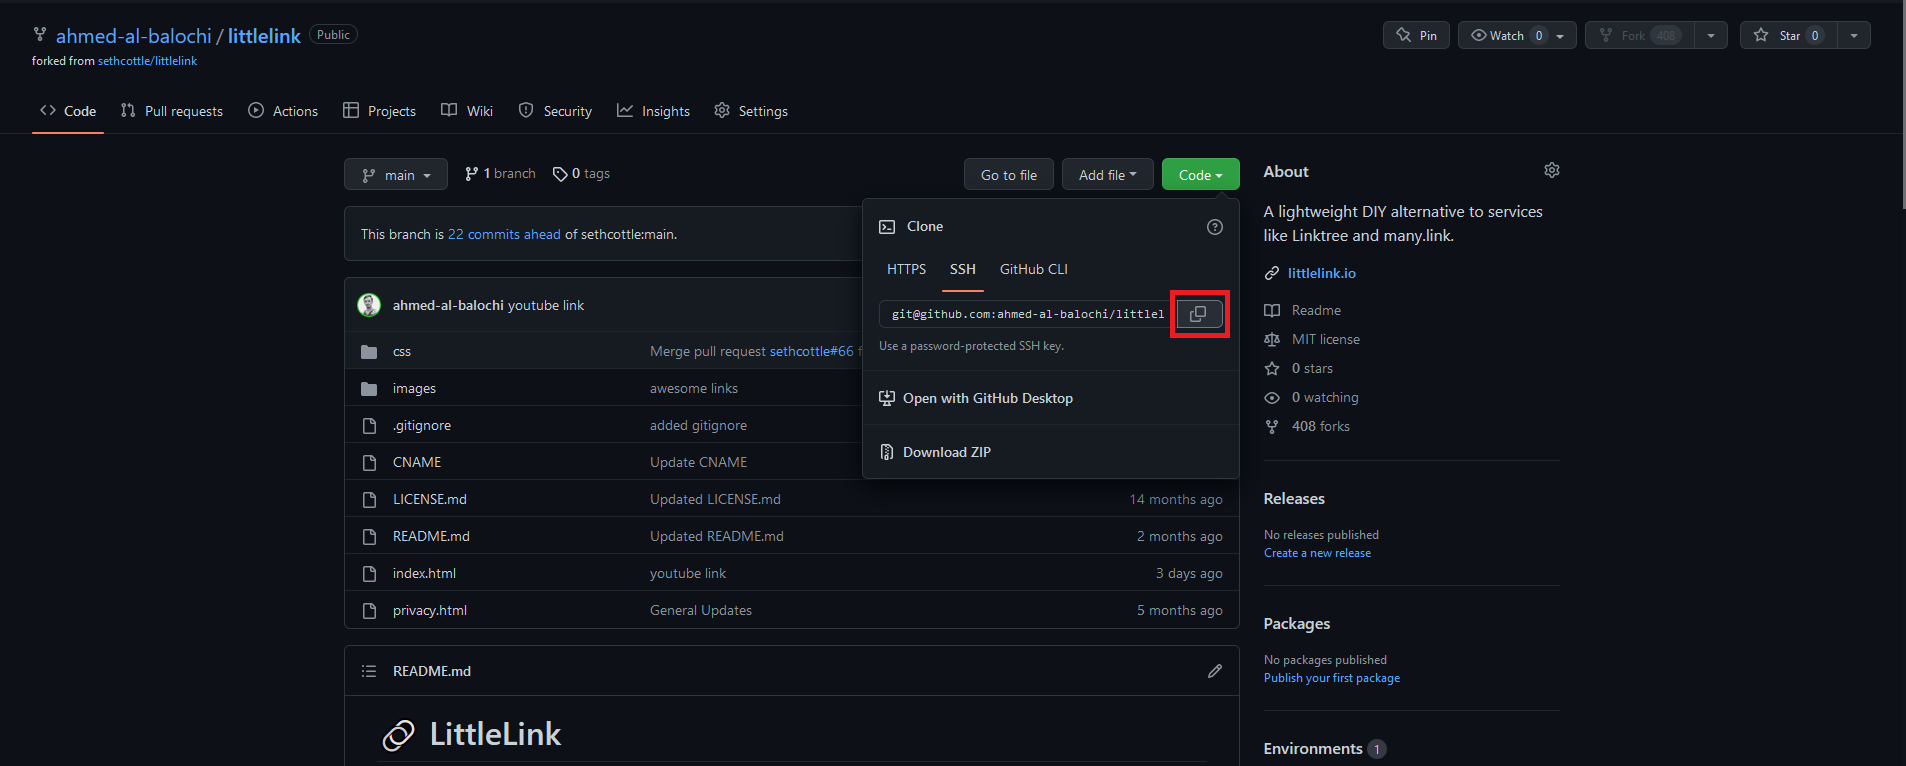 ahmed-al-balochi / littlelink Public
forked from sethcottle/littlelink
Pin Watch 0 Fork 408 Star 0
Code Pull requests Actions Projects Wiki Security Insights Settings
main 1 branch 0 tags Go to file Add file Code
This branch is 22 commits ahead of sethcottle:main.
Clone
HTTPS SSH GitHub CLI
git@github.com:ahmed-al-balochi/littlel
Use a password-protected SSH key.
Open with GitHub Desktop
Download ZIP
ahmed-al-balochi youtube link
css Merge pull request sethcottle#66
images awesome links
.gitignore added gitignore
CNAME Update CNAME
LICENSE.md Updated LICENSE.md 14 months ago
README.md Updated README.md 2 months ago
index.html youtube link 3 days ago
privacy.html General Updates 5 months ago
README.md
LittleLink
About
A lightweight DIY alternative to services
like Linktree and many.link.
littlelink.io
Readme
MIT license
0 stars
0 watching
408 forks
Releases
No releases published
Create a new release
Packages
No packages published
Publish your first package
Environments 1